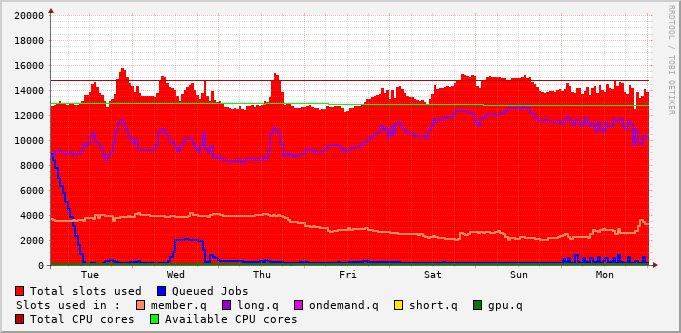 20000
18000
16000
14000
12000
10000
8000
6000
4000
2000
0
Tue Wed Thu Fri Sat Sun Mon
RRDTOOL / TOBI OETIKER
Total slots used Queued Jobs
Slots used in : member.q long.q ondemand.q short.q gpu.q
Total CPU cores Available CPU cores